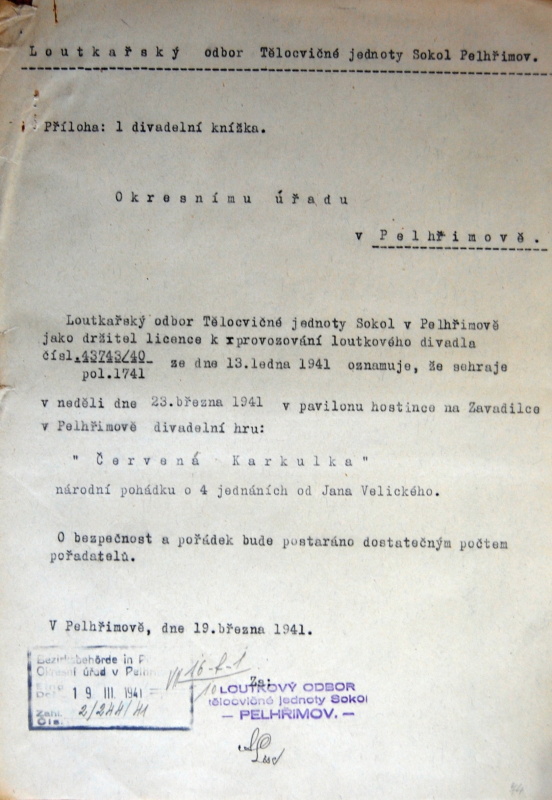 Loutkařský odbor Tělocvičné jednoty Sokol Pelhřimov.
Příloha: 1 divadelní knížka.
Okresnímu úřadu
v Pelhřimově.
Loutkařský odbor Tělocvičné jednoty Sokol v Pelhřimově
jako držitel licence k provozování loutkového divadla
čísl.43743/40 ze dne 13.ledna 1941 oznamuje, že sehraje
pol.1741
v neděli dne 23.března 1941 v pavilonu hostince na Zavadilce
v Pelhřimově divadelní hru:
" Červená Karkulka "
národní pohádku o 4 jednáních od Jana Velického.
O bezpečnost a pořádek bude postaráno dostatečným počtem
pořadatelů.
V Pelhřimově, dne 19.března 1941.
Bezirksbehörde in
Okresní úřad v
19 III. 1941
2/244/41
Za:
LOUTKOVÝ ODBOR
tělocvičné jednoty Sokol
— PELHŘIMOV. —